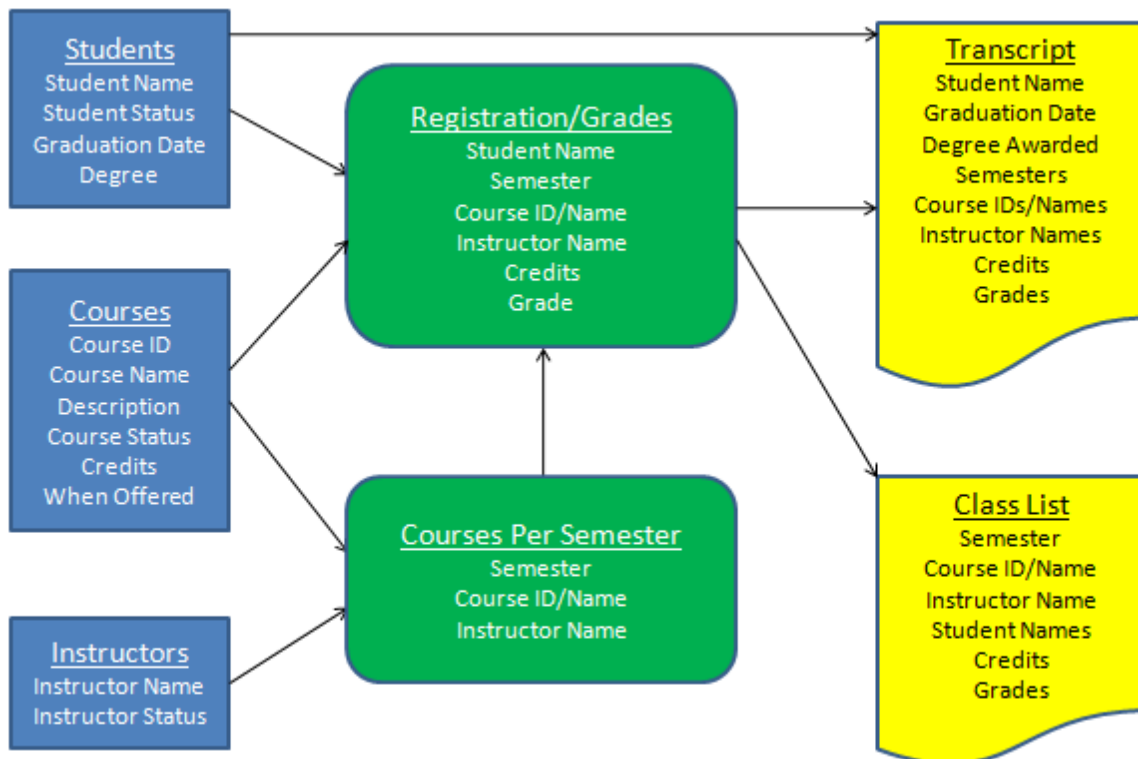 Students
Student Name
Student Status
Graduation Date
Degree
Courses
Course ID
Course Name
Description
Course Status
Credits
When Offered
Instructors
Instructor Name
Instructor Status
Registration/Grades
Student Name
Semester
Course ID/Name
Instructor Name
Credits
Grade
Courses Per Semester
Semester
Course ID/Name
Instructor Name
Transcript
Student Name
Graduation Date
Degree Awarded
Semesters
Course IDs/Names
Instructor Names
Credits
Grades
Class List
Semester
Course ID/Name
Instructor Name
Student Names
Credits
Grades